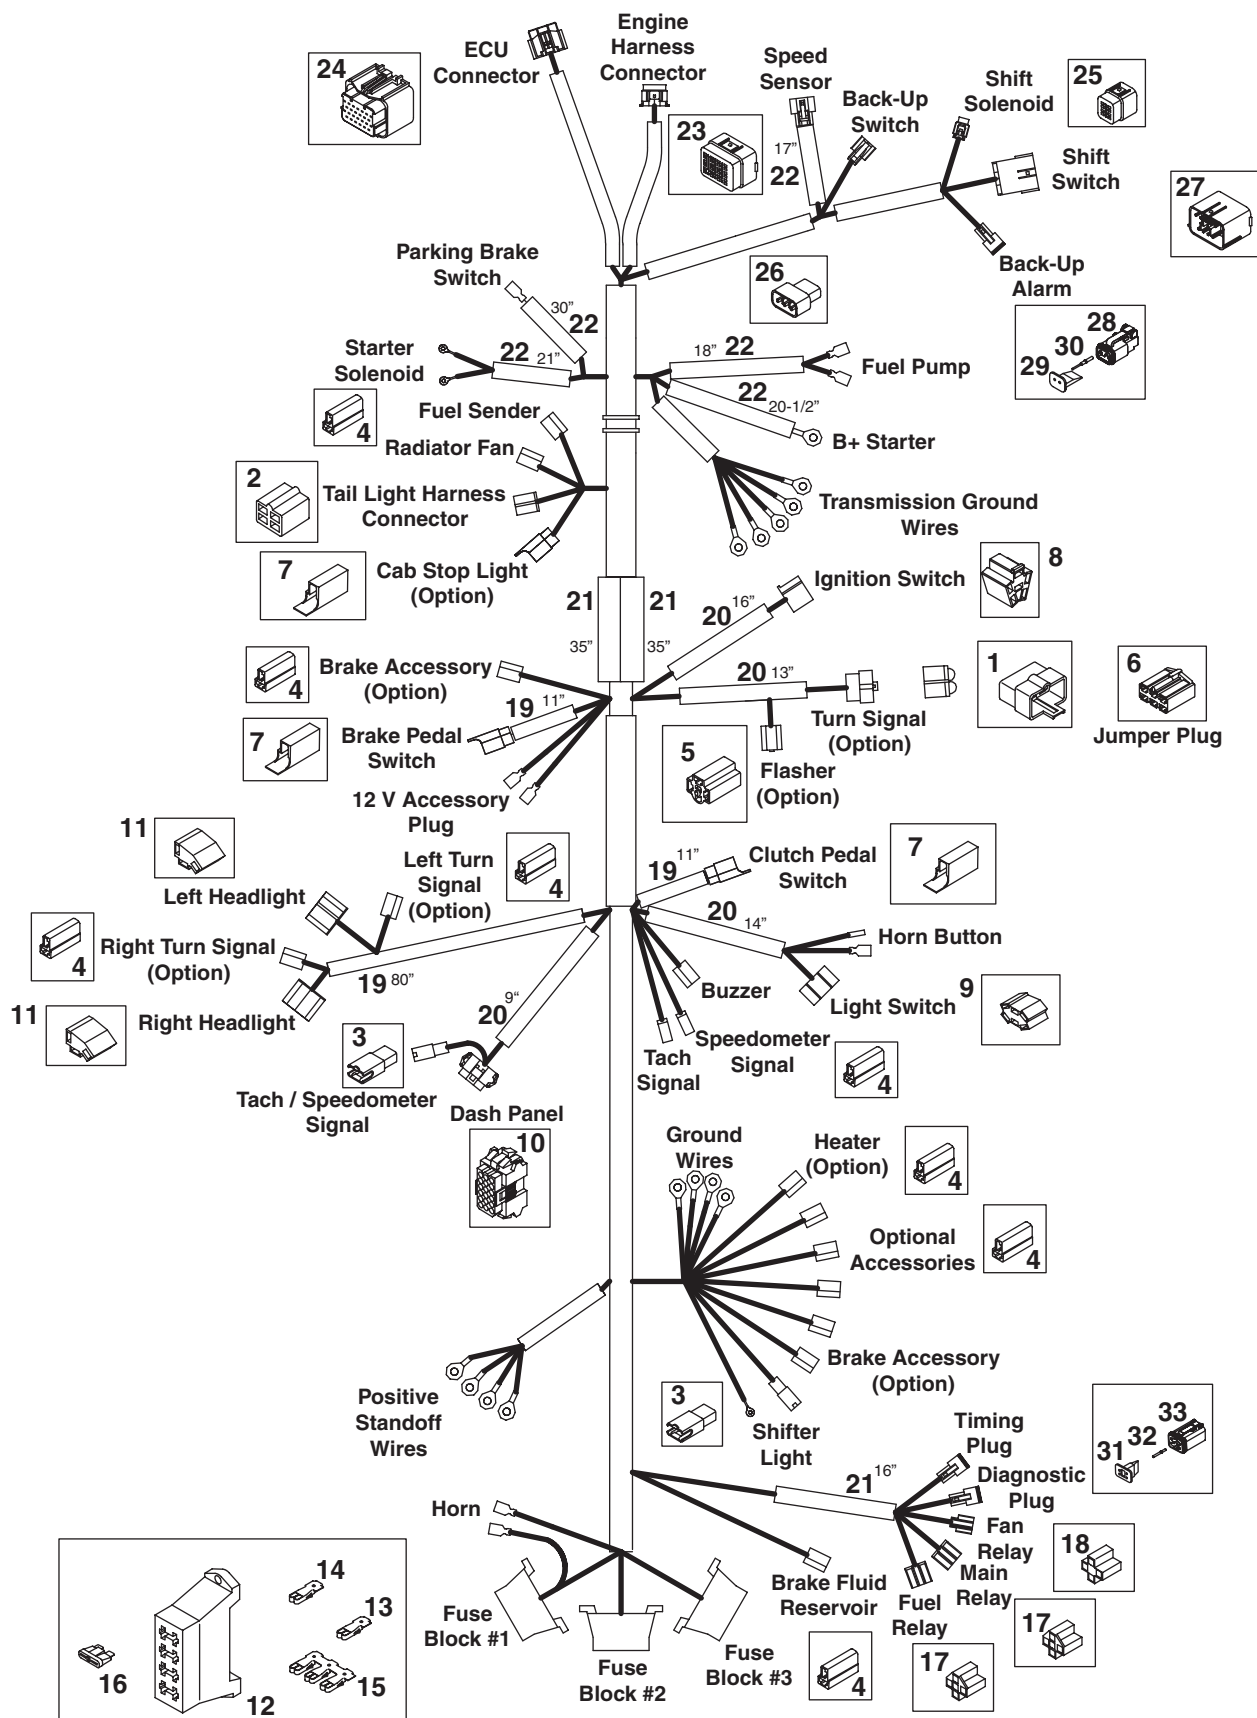 ECU
Connector
Engine
Harness
Connector
Speed
Sensor
Back-Up
Switch
Shift
Solenoid
Shift
Switch
Back-Up
Alarm
24
23
25
27
17”
22
26
28
30
29
Parking Brake
Switch
30”
22
Starter
Solenoid
22
21”
18”
22
Fuel Pump
22
20-1/2”
B+ Starter
Transmission Ground
Wires
4
Fuel Sender
Radiator Fan
2
Tail Light Harness
Connector
7
Cab Stop Light
(Option)
21
35”
21
35”
20
16”
Ignition Switch
8
4
Brake Accessory
(Option)
19
11”
7
Brake Pedal
Switch
12 V Accessory
Plug
20
13”
Turn Signal
(Option)
1
6
Jumper Plug
5
Flasher
(Option)
11
Left Headlight
Left Turn
Signal
(Option)
4
4
Right Turn Signal
(Option)
19
80”
11
Right Headlight
19
11”
Clutch Pedal
Switch
7
20
14”
Horn Button
Buzzer
Light Switch
9
Tach
Signal
Speedometer
Signal
4
20
9“
3
Tach / Speedometer
Signal
Dash Panel
10
Ground
Wires
Heater
(Option)
4
Optional
Accessories
4
Brake Accessory
(Option)
3
Shifter
Light
Positive
Standoff
Wires
21
16”
Timing
Plug
Diagnostic
Plug
Fan
Relay
Main
Relay
Fuel
Relay
33
32
31
18
17
17
Brake Fluid
Reservoir
4
Horn
Fuse
Block #1
Fuse
Block #2
Fuse
Block #3
14
13
15
16
12